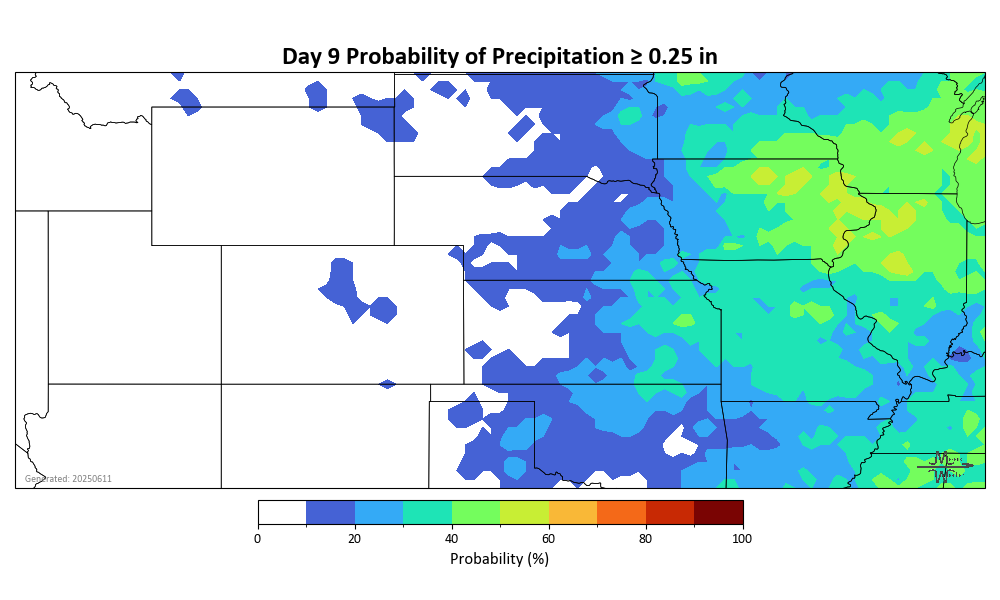 Day 9 Probability of Precipitation ≥ 0.25 in
Generated: 20250611
0 20 40 60 80 100
Probability (%)